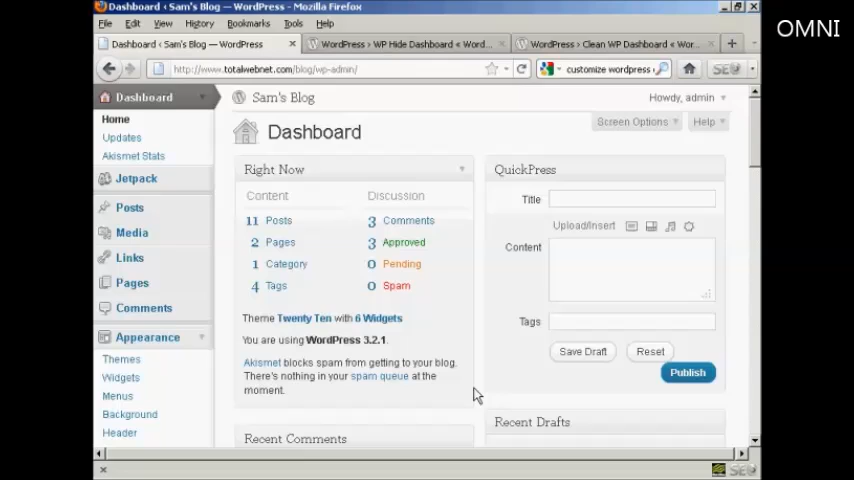 Dashboard ‹ Sam's Blog — WordPress - Mozilla Firefox
OMNI
File Edit View History Bookmarks Tools Help
Dashboard ‹ Sam's Blog — WordPress
WordPress › WP Hide Dashboard « Word...
WordPress › Clean WP Dashboard « Wor...
http://www.totalwebnet.com/blog/wp-admin/
customize wordpress
SEO
Dashboard
Sam's Blog
Howdy, admin
Home
Updates
Akismet Stats
Jetpack
Posts
Media
Links
Pages
Comments
Appearance
Themes
Widgets
Menus
Background
Header
Dashboard
Screen Options
Help
Right Now
Content Discussion
11 Posts 3 Comments
2 Pages 3 Approved
1 Category 0 Pending
4 Tags 0 Spam
Theme Twenty Ten with 6 Widgets
You are using WordPress 3.2.1.
Akismet blocks spam from getting to your blog.
There's nothing in your spam queue at the
moment.
Recent Comments
QuickPress
Title
Upload/Insert
Content
Tags
Save Draft
Reset
Publish
Recent Drafts
SEO